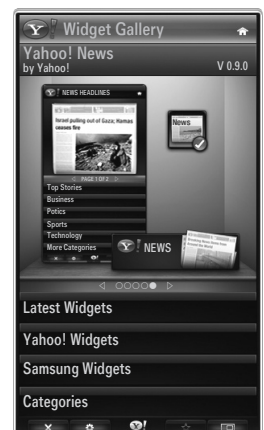 Y! Widget Gallery
Yahoo! News
by Yahoo!
V 0.9.0
Y! NEWS HEADLINES
Israel pulling out of Gaza; Hamas
causes fire
PAGE 1 OF 2
Top Stories
Business
Potics
Sports
Technology
More Categories
News
Y! NEWS
Latest Widgets
Yahoo! Widgets
Samsung Widgets
Categories
Y!